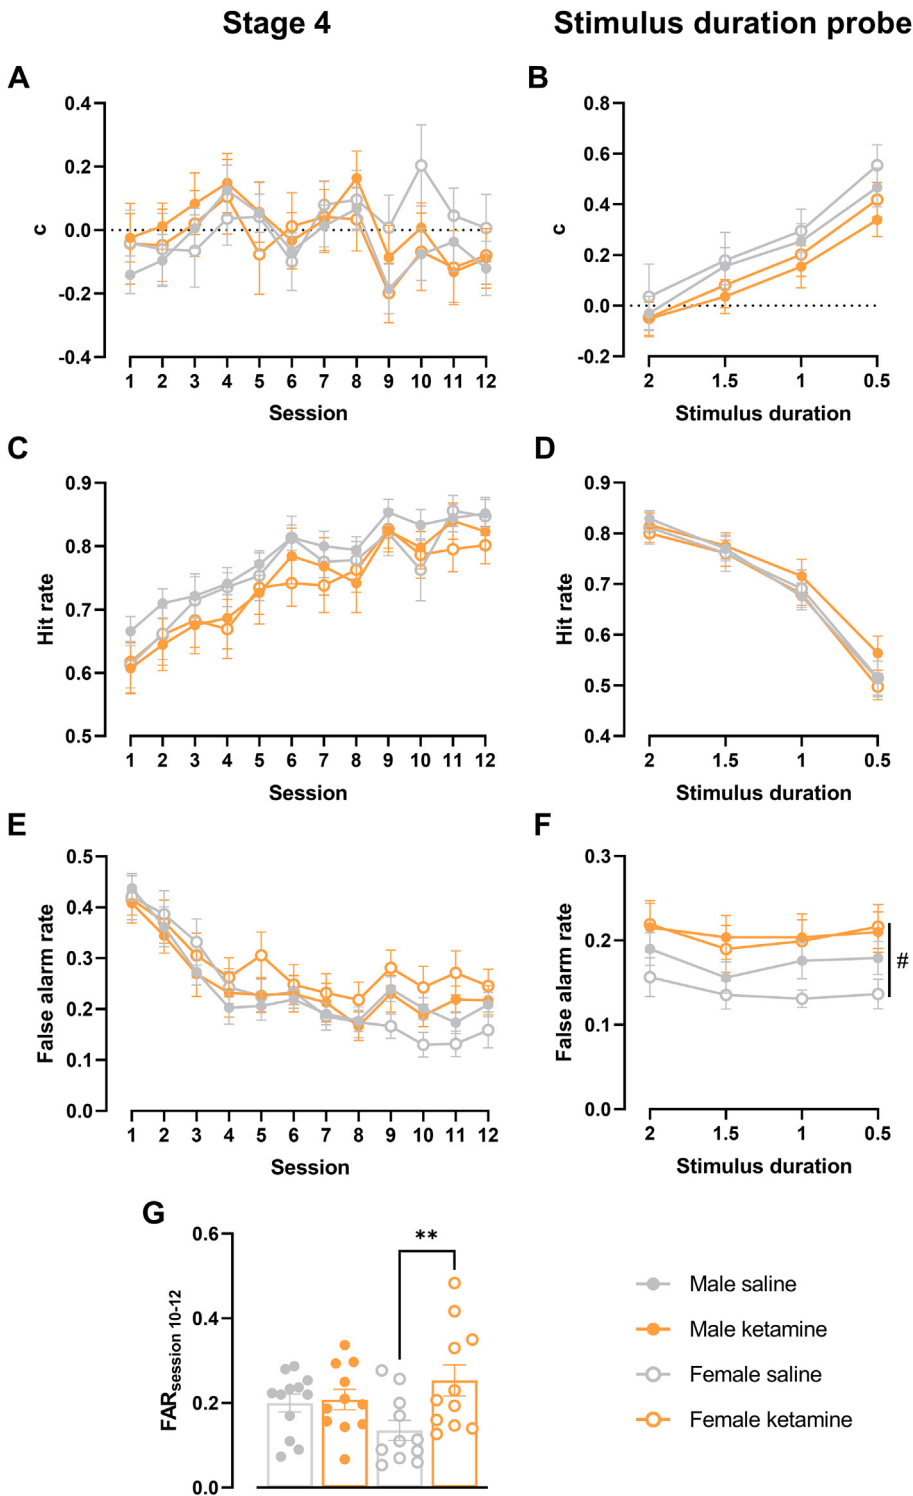 Stage 4
Stimulus duration probe
A
0.4
0.2
0.0
-0.2
-0.4
c
1 2 3 4 5 6 7 8 9 10 11 12
Session
B
0.8
0.6
0.4
0.2
0.0
-0.2
c
2 1.5 1 0.5
Stimulus duration
C
0.9
0.8
0.7
0.6
0.5
Hit rate
1 2 3 4 5 6 7 8 9 10 11 12
Session
D
0.9
0.8
0.7
0.6
0.5
0.4
Hit rate
2 1.5 1 0.5
Stimulus duration
E
0.5
0.4
0.3
0.2
0.1
0.0
False alarm rate
1 2 3 4 5 6 7 8 9 10 11 12
Session
F
0.3
0.2
0.1
0.0
False alarm rate
#
2 1.5 1 0.5
Stimulus duration
G
0.6
0.4
0.2
0.0
FARsession 10-12
**
Male saline
Male ketamine
Female saline
Female ketamine